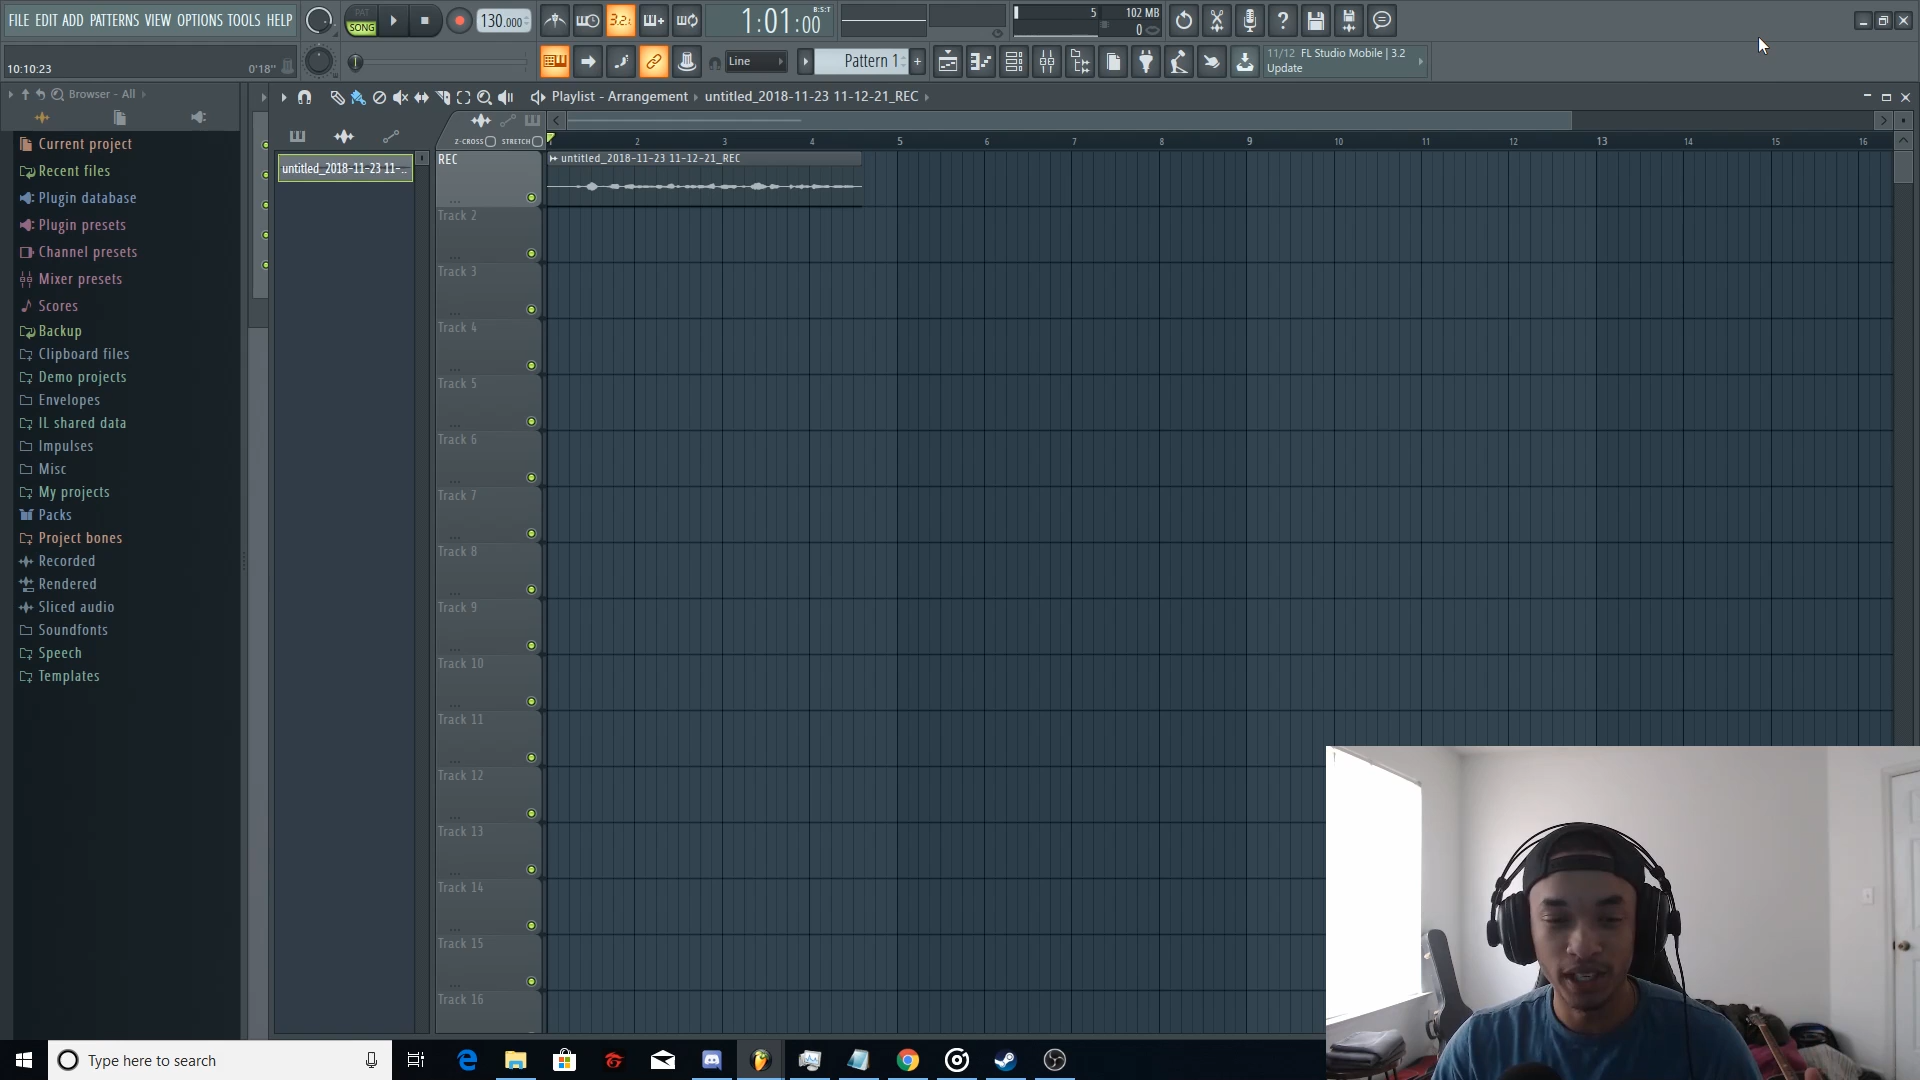 FILE EDIT ADD PATTERNS VIEW OPTIONS TOOLS HELP
PAT
SONG
130.000
3.2.
1:01:00
B:S:T
5
102 MB
0
10:10:23
0'18"
Line
Pattern 1
11/12 FL Studio Mobile | 3.2
Update
Browser - All
Playlist - Arrangement
untitled_2018-11-23 11-12-21_REC
Current project
Recent files
Plugin database
Plugin presets
Channel presets
Mixer presets
Scores
Backup
Clipboard files
Demo projects
Envelopes
IL shared data
Impulses
Misc
My projects
Packs
Project bones
Recorded
Rendered
Sliced audio
Soundfonts
Speech
Templates
untitled_2018-11-23 11-..
Z-CROSS
STRETCH
2 3 4 5 6 7 8 9 10 11 12 13 14 15 16
REC
untitled_2018-11-23 11-12-21_REC
Track 2
Track 3
Track 4
Track 5
Track 6
Track 7
Track 8
Track 9
Track 10
Track 11
Track 12
Track 13
Track 14
Track 15
Track 16
Type here to search